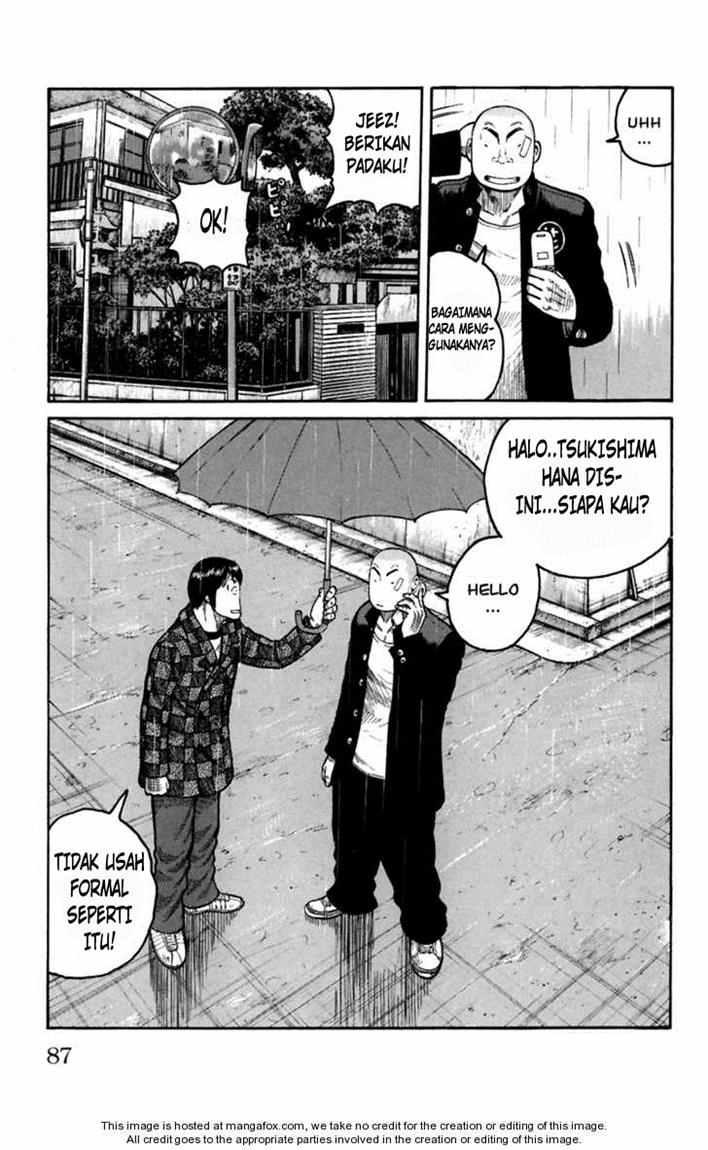 UHH
...
BAGAIMANA
CARA MENG-
GUNAKANYA?
JEEZ!
BERIKAN
PADAKU!
ピ
ピ
OK!
HALO..TSUKISHIMA
HANA DIS-
INI...SIAPA KAU?
HELLO
...
TIDAK USAH
FORMAL
SEPERTI
ITU!
87
This image is hosted at mangafox.com, we take no credit for the creation or editing of this image.
All credit goes to the appropriate parties involved in the creation or editing of this image.